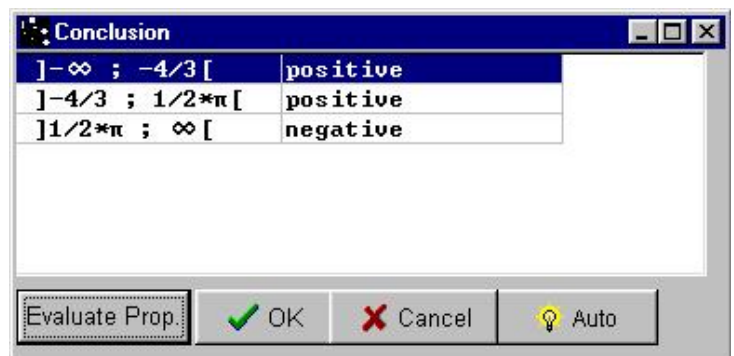 Conclusion
]-∞ ; -4/3[ positive
]-4/3 ; 1/2*π[ positive
]1/2*π ; ∞[ negative
Evaluate Prop. OK Cancel Auto